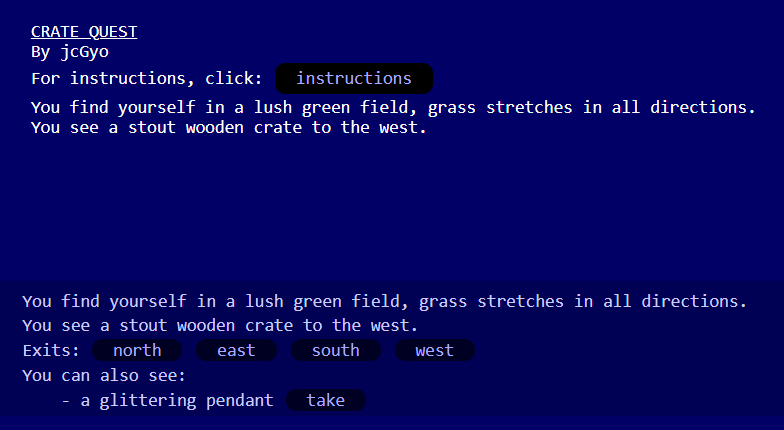 CRATE QUEST
By jcGyo
For instructions, click: instructions
You find yourself in a lush green field, grass stretches in all directions.
You see a stout wooden crate to the west.
You find yourself in a lush green field, grass stretches in all directions.
You see a stout wooden crate to the west.
Exits: north east south west
You can also see:
- a glittering pendant take